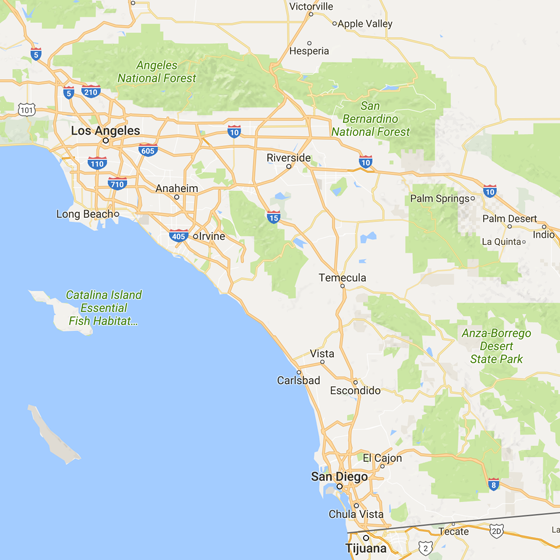 Victorville
Apple Valley
Hesperia
5
Angeles
National Forest
5
210
101
San
Bernardino
National Forest
Los Angeles
10
605
110
Riverside
10
710
Anaheim
10
Palm Springs
Long Beach
15
Palm Desert
405
Irvine
Indio
La Quinta
Temecula
Catalina Island
Essential
Fish Habitat...
Anza-Borrego
Desert
State Park
Vista
Carlsbad
Escondido
El Cajon
San Diego
8
Chula Vista
Tecate
2D
La
Tijuana
2